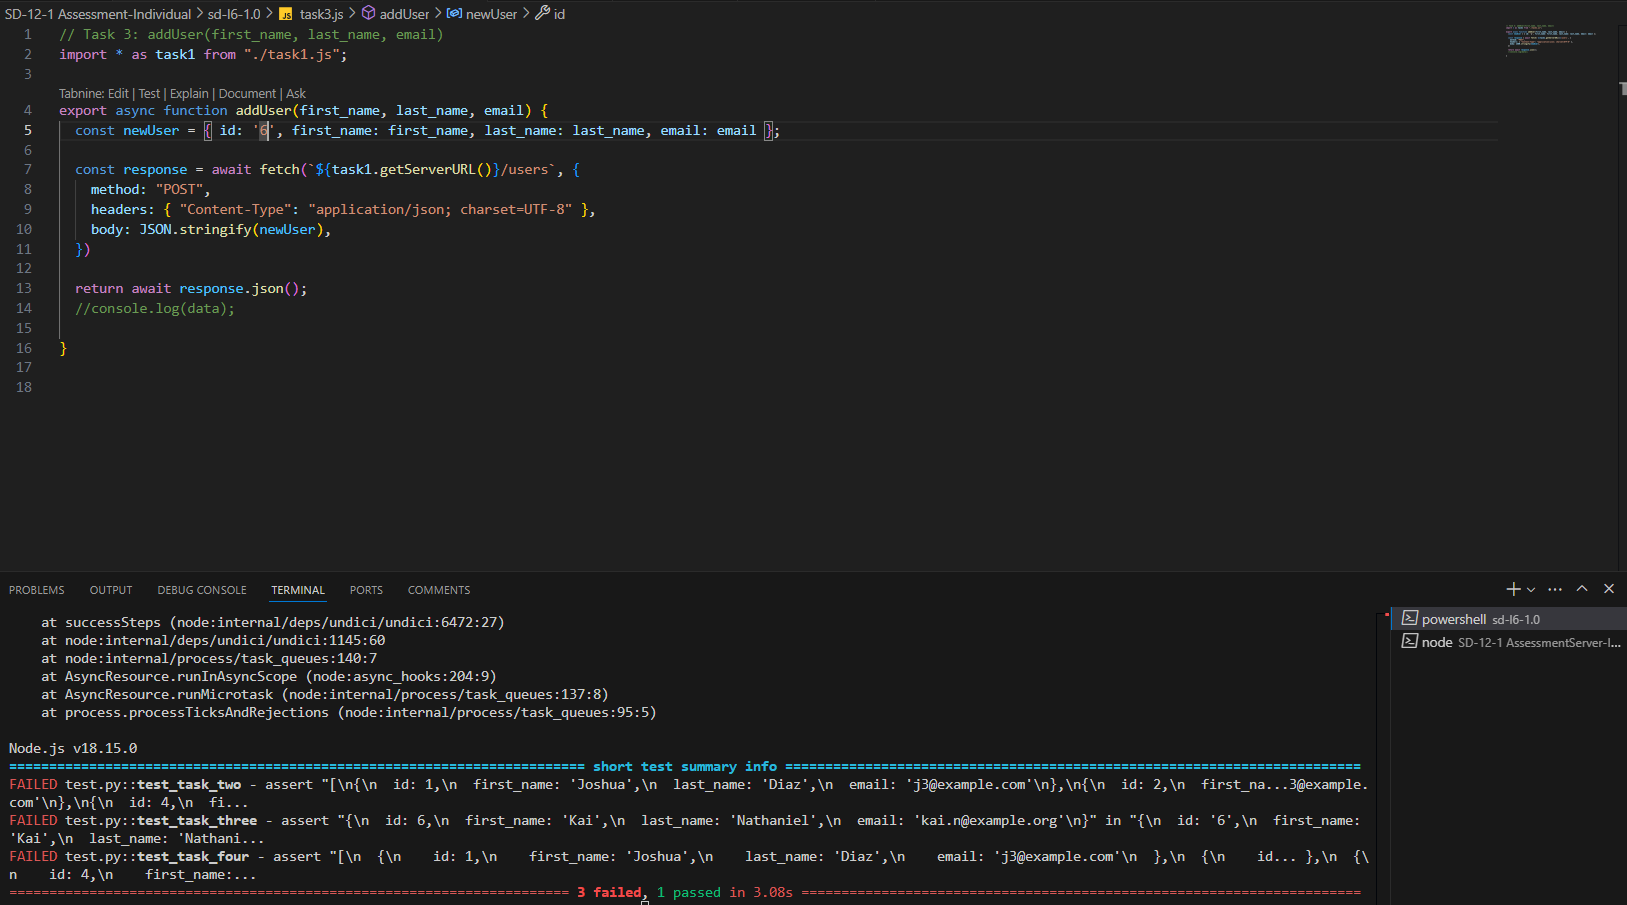 SD-12-1 Assessment-Individual > sd-l6-1.0 > JS task3.js > addUser > newUser > id
1 // Task 3: addUser(first_name, last_name, email)
2 import * as task1 from "./task1.js";
3
Tabnine: Edit | Test | Explain | Document | Ask
4 export async function addUser(first_name, last_name, email) {
5 const newUser = { id: '6', first_name: first_name, last_name: last_name, email: email };
6
7 const response = await fetch(`${task1.getServerURL()}/users`, {
8 method: "POST",
9 headers: { "Content-Type": "application/json; charset=UTF-8" },
10 body: JSON.stringify(newUser),
11 })
12
13 return await response.json();
14 //console.log(data);
15
16 }
17
18
PROBLEMS OUTPUT DEBUG CONSOLE TERMINAL PORTS COMMENTS
at successSteps (node:internal/deps/undici/undici:6472:27)
at node:internal/deps/undici/undici:1145:60
at node:internal/process/task_queues:140:7
at AsyncResource.runInAsyncScope (node:async_hooks:204:9)
at AsyncResource.runMicrotask (node:internal/process/task_queues:137:8)
at process.processTicksAndRejections (node:internal/process/task_queues:95:5)
Node.js v18.15.0
======================================================================== short test summary info ========================================================================
FAILED test.py::test_task_two - assert "[\n{\n  id: 1,\n  first_name: 'Joshua',\n  last_name: 'Diaz',\n  email: 'j3@example.com'\n},\n{\n  id: 2,\n  first_na...3@example.
com'\n},\n{\n  id: 4,\n  fi...
FAILED test.py::test_task_three - assert "{\n  id: 6,\n  first_name: 'Kai',\n  last_name: 'Nathaniel',\n  email: 'kai.n@example.org'\n}" in "{\n  id: '6',\n  first_name:
'Kai',\n  last_name: 'Nathani...
FAILED test.py::test_task_four - assert "[\n  {\n    id: 1,\n    first_name: 'Joshua',\n    last_name: 'Diaz',\n    email: 'j3@example.com'\n  },\n  {\n    id... },\n  {\
n    id: 4,\n    first_name:...
====================================================================== 3 failed, 1 passed in 3.08s ======================================================================
powershell sd-l6-1.0
node SD-12-1 AssessmentServer-I...